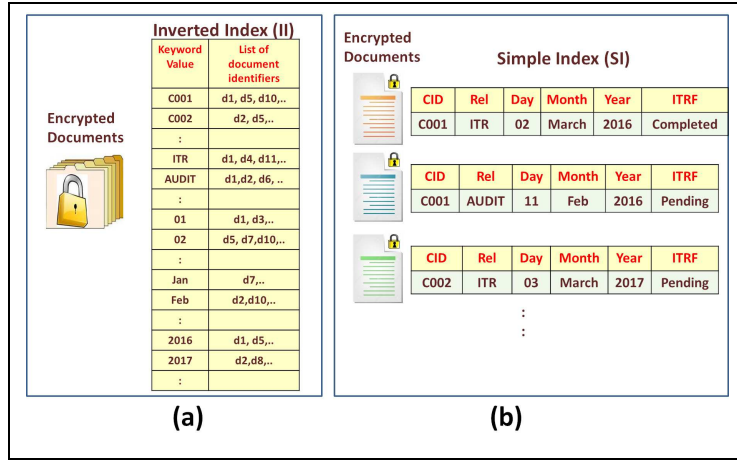 Inverted Index (II)
Keyword Value List of document identifiers
C001 d1, d5, d10,..
C002 d2, d5,..
:
ITR d1, d4, d11,..
AUDIT d1,d2, d6, ..
:
01 d1, d3,..
02 d5, d7,d10,..
:
Jan d7,..
Feb d2,d10,..
:
2016 d1, d5,..
2017 d2,d8,..
:
Encrypted
Documents
(a)
Encrypted
Documents
Simple Index (SI)
CID Rel Day Month Year ITRF
C001 ITR 02 March 2016 Completed
CID Rel Day Month Year ITRF
C001 AUDIT 11 Feb 2016 Pending
CID Rel Day Month Year ITRF
C002 ITR 03 March 2017 Pending
:
:
(b)